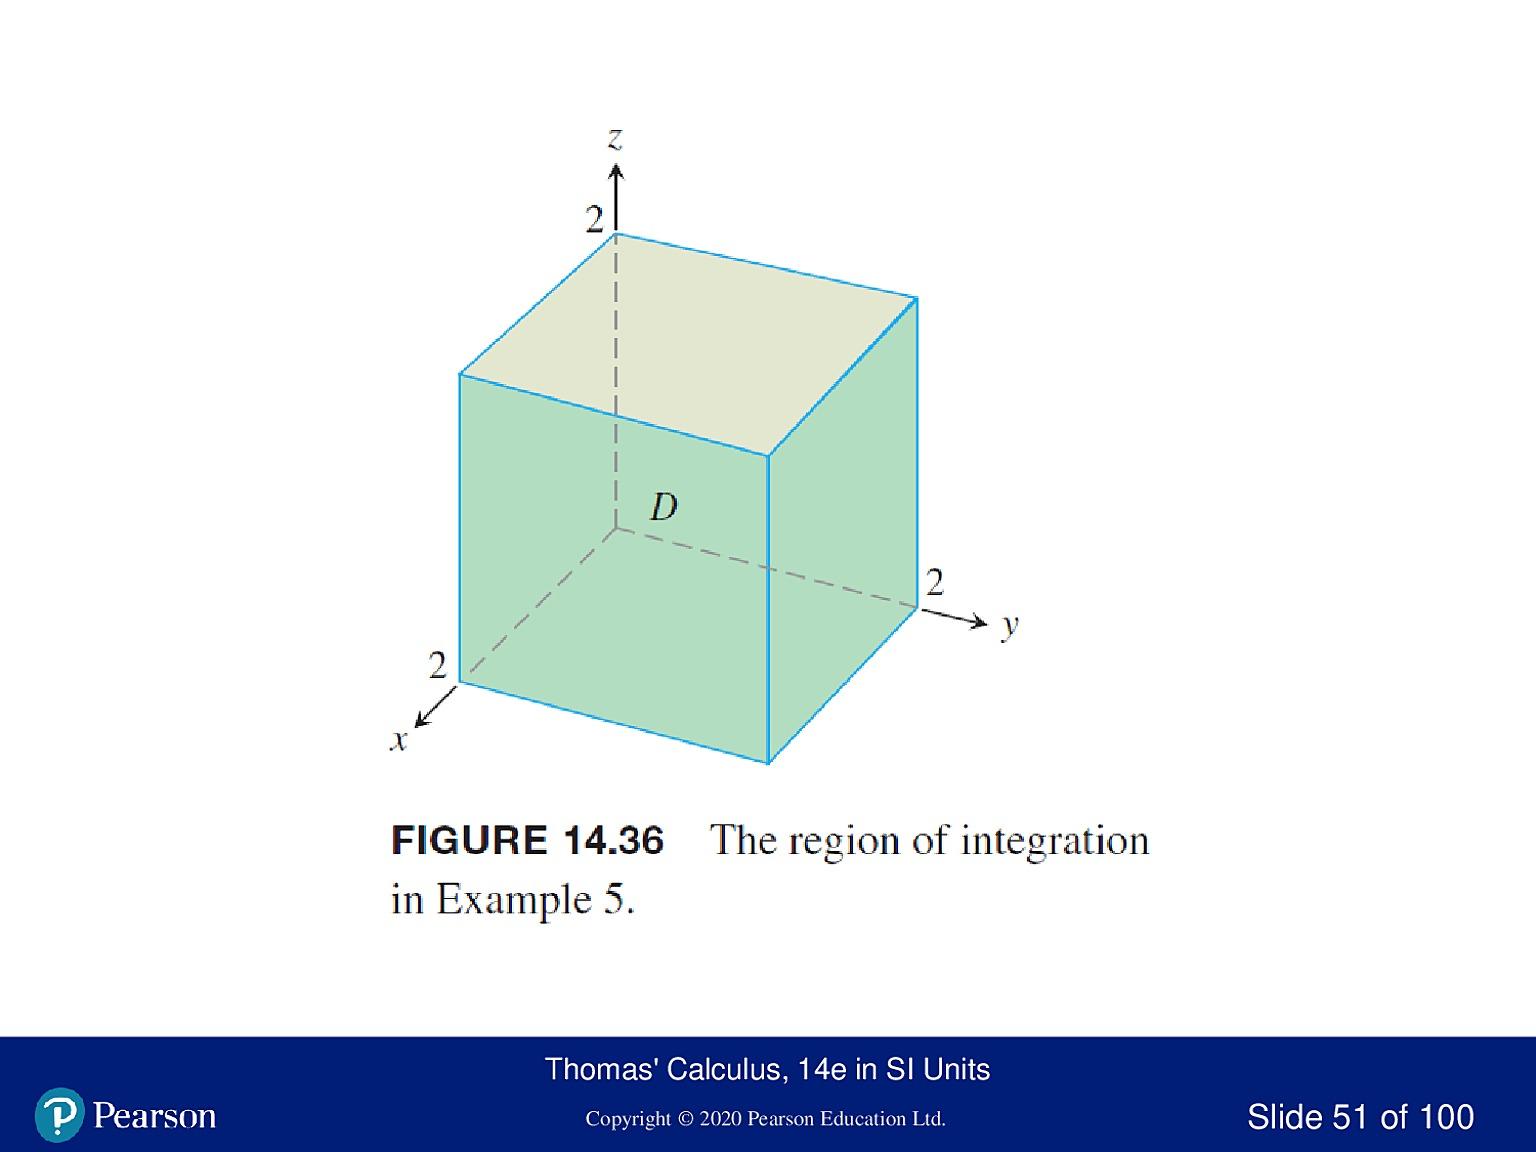 z
2
D
2
y
2
x
FIGURE 14.36 The region of integration
in Example 5.
Thomas' Calculus, 14e in SI Units
Pearson
Copyright © 2020 Pearson Education Ltd.
Slide 51 of 100